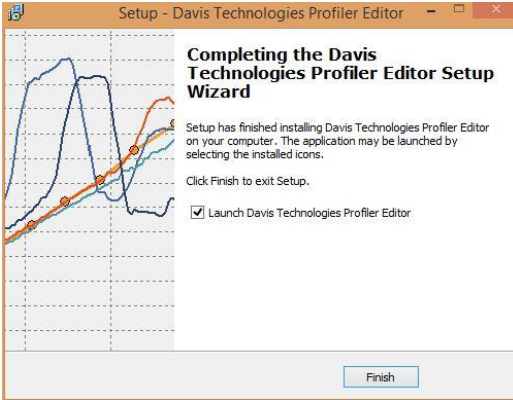 Setup - Davis Technologies Profiler Editor
Completing the Davis
Technologies Profiler Editor Setup
Wizard
Setup has finished installing Davis Technologies Profiler Editor
on your computer. The application may be launched by
selecting the installed icons.
Click Finish to exit Setup.
Launch Davis Technologies Profiler Editor
Finish